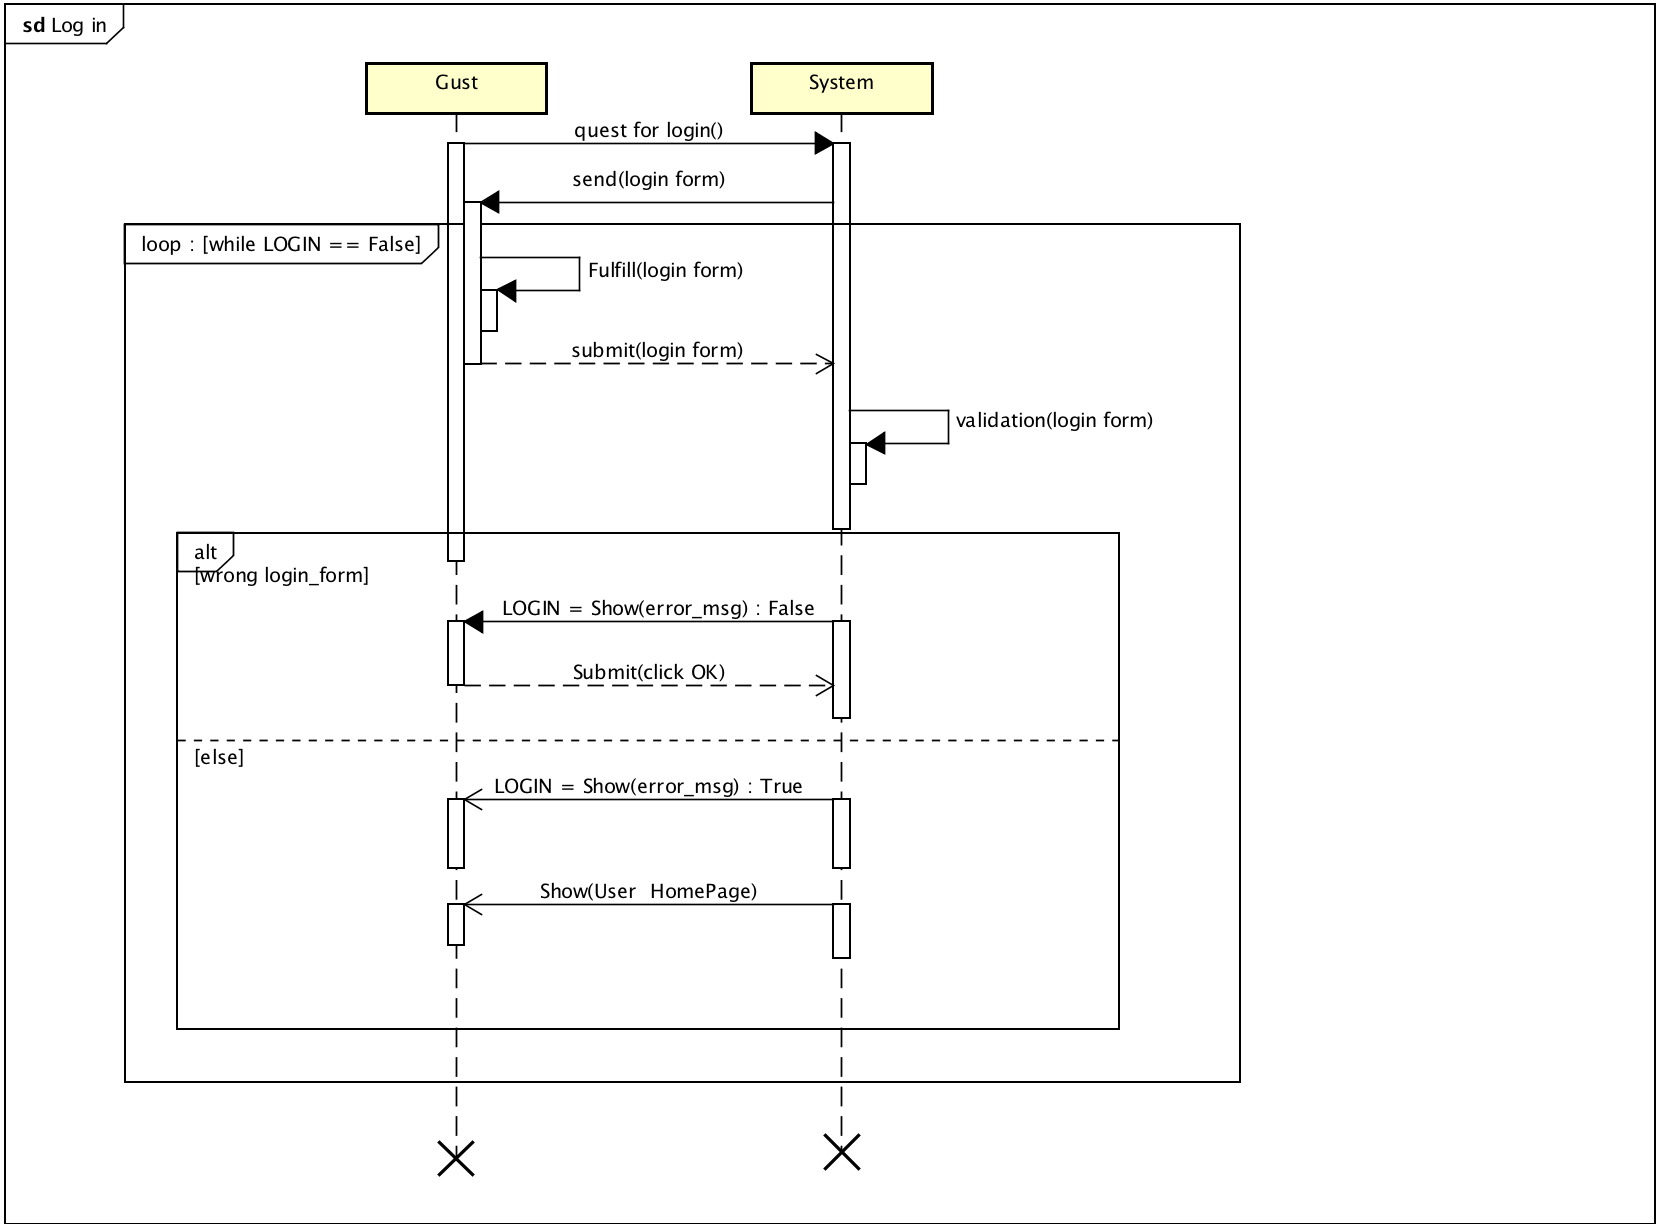 sd Log in
Gust
System
quest for login()
send(login form)
loop : [while LOGIN == False]
Fulfill(login form)
submit(login form)
validation(login form)
alt
[wrong login_form]
LOGIN = Show(error_msg) : False
Submit(click OK)
[else]
LOGIN = Show(error_msg) : True
Show(User HomePage)